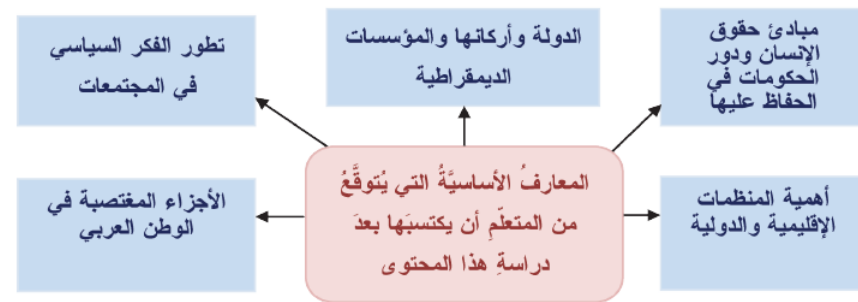 مبادئ حقوق
الإنسان ودور
الحكومات في
الحفاظ عليها
الدولة وأركانها والمؤسسات
الديمقراطية
تطور الفكر السياسي
في المجتمعات
المعارفُ الأساسيَّةُ التي يُتوقَّعُ
من المتعلّمِ أن يكتسبَها بعدَ
دراسةِ هذا المحتوى
أهمية المنظمات
الإقليمية والدولية
الأجزاء المغتصبة في
الوطن العربي